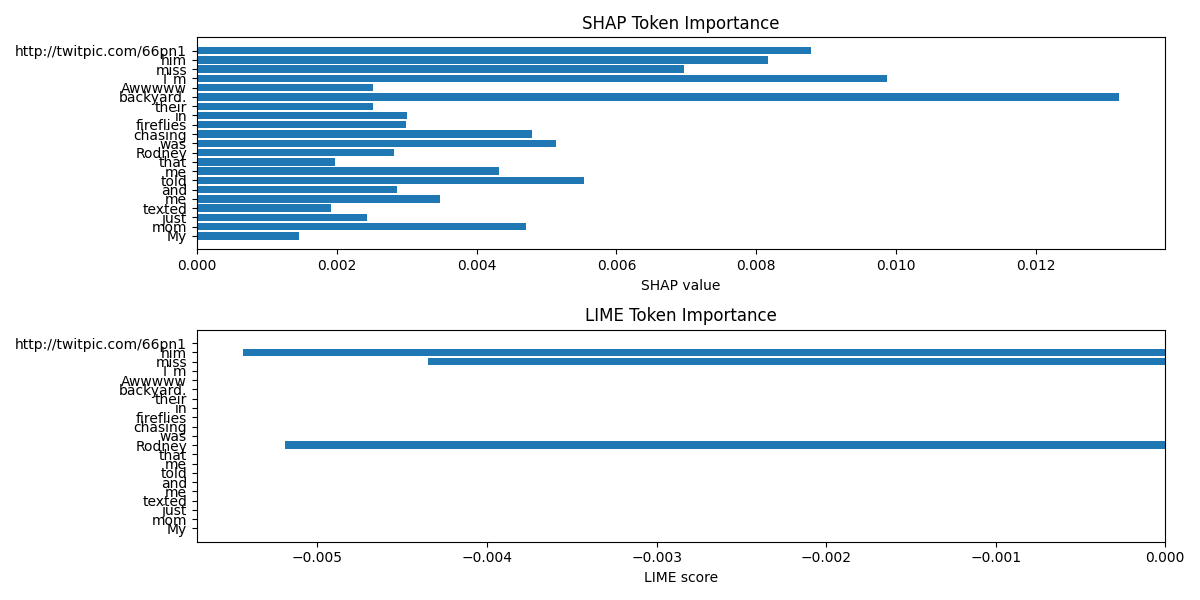 SHAP Token Importance
http://twitpic.com/66pn1
him
miss
I´m
Awwwww
backyard.
their
in
fireflies
chasing
was
Rodney
that
me
told
and
me
texted
just
mom
My
0.000 0.002 0.004 0.006 0.008 0.010 0.012
SHAP value
LIME Token Importance
http://twitpic.com/66pn1
him
miss
I´m
Awwwww
backyard.
their
in
fireflies
chasing
was
Rodney
that
me
told
and
me
texted
just
mom
My
−0.005 −0.004 −0.003 −0.002 −0.001 0.000
LIME score